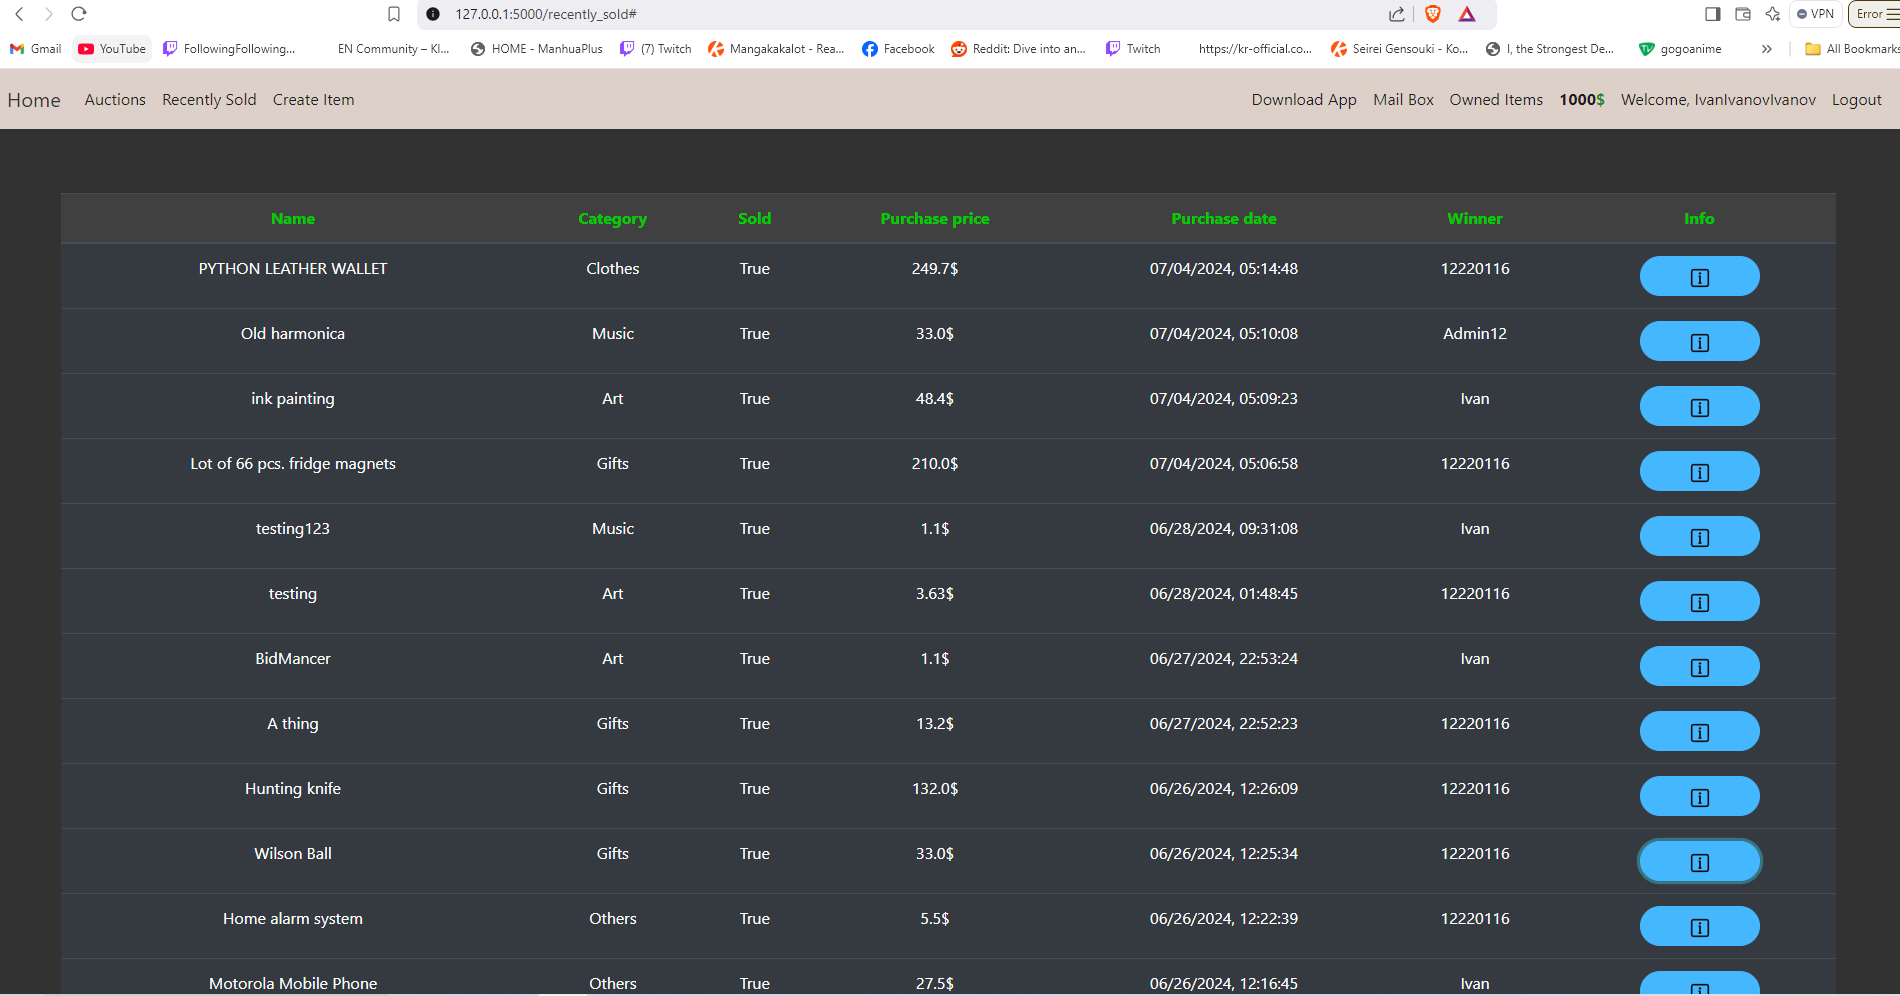 127.0.0.1:5000/recently_sold#
VPN
Error
Gmail
YouTube
FollowingFollowing...
EN Community – Kl...
HOME - ManhuaPlus
(7) Twitch
Mangakakalot - Rea...
Facebook
Reddit: Dive into an...
Twitch
https://kr-official.co...
Seirei Gensouki - Ko...
I, the Strongest De...
gogoanime
All Bookmarks
Home Auctions Recently Sold Create Item Download App Mail Box Owned Items 1000$ Welcome, IvanIvanovIvanov Logout
Name Category Sold Purchase price Purchase date Winner Info
PYTHON LEATHER WALLET Clothes True 249.7$ 07/04/2024, 05:14:48 12220116
Old harmonica Music True 33.0$ 07/04/2024, 05:10:08 Admin12
ink painting Art True 48.4$ 07/04/2024, 05:09:23 Ivan
Lot of 66 pcs. fridge magnets Gifts True 210.0$ 07/04/2024, 05:06:58 12220116
testing123 Music True 1.1$ 06/28/2024, 09:31:08 Ivan
testing Art True 3.63$ 06/28/2024, 01:48:45 12220116
BidMancer Art True 1.1$ 06/27/2024, 22:53:24 Ivan
A thing Gifts True 13.2$ 06/27/2024, 22:52:23 12220116
Hunting knife Gifts True 132.0$ 06/26/2024, 12:26:09 12220116
Wilson Ball Gifts True 33.0$ 06/26/2024, 12:25:34 12220116
Home alarm system Others True 5.5$ 06/26/2024, 12:22:39 12220116
Motorola Mobile Phone Others True 27.5$ 06/26/2024, 12:16:45 Ivan